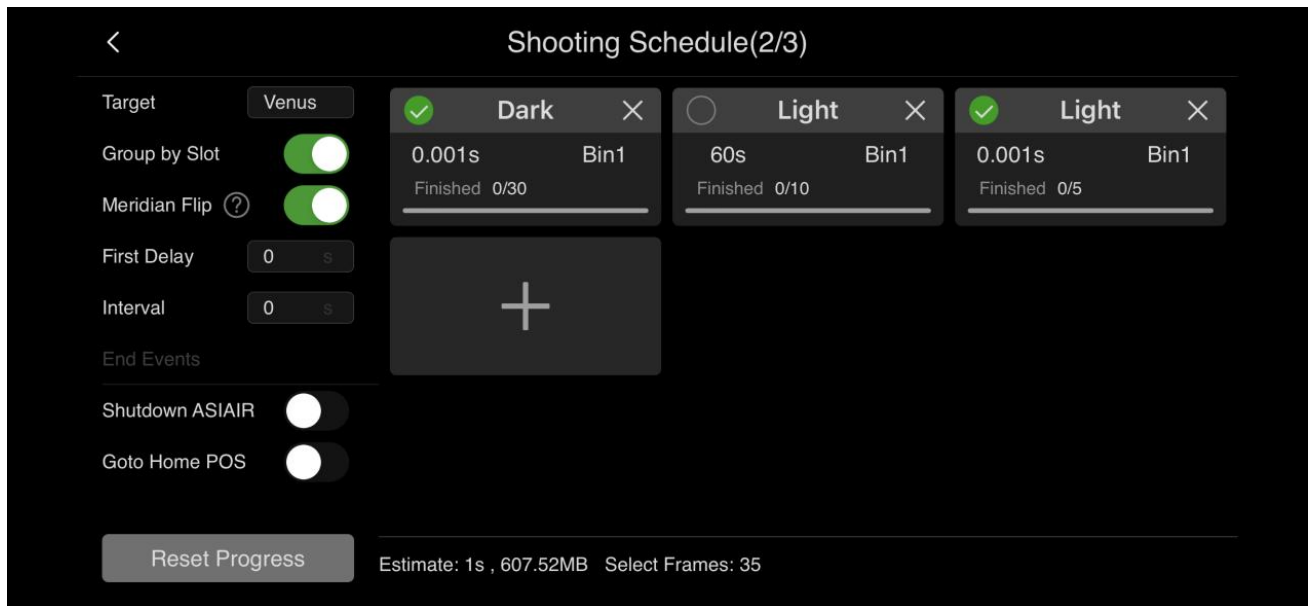 Shooting Schedule(2/3)
Target Venus
Group by Slot
Meridian Flip ?
First Delay 0 s
Interval 0 s
End Events
Shutdown ASIAIR
Goto Home POS
Reset Progress
Dark
0.001s Bin1
Finished 0/30
Light
60s Bin1
Finished 0/10
Light
0.001s Bin1
Finished 0/5
Estimate: 1s , 607.52MB Select Frames: 35